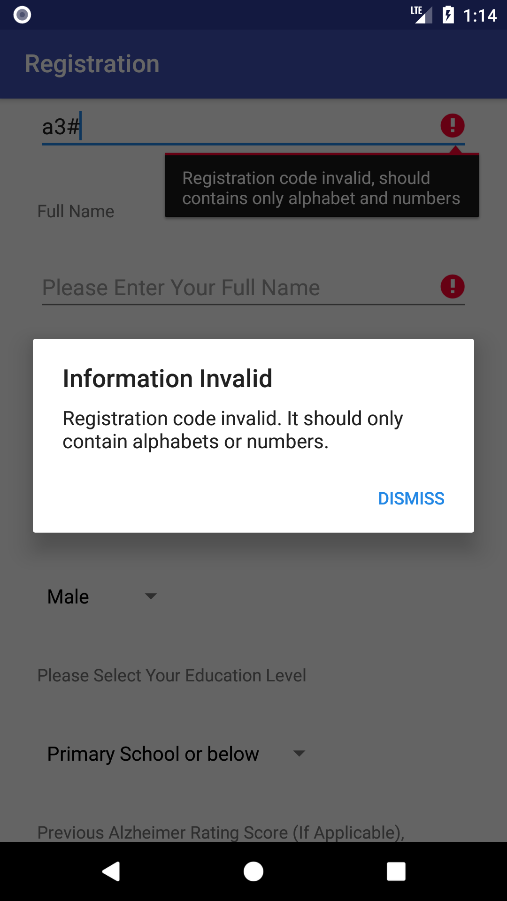 LTE 1:14
Registration
a3#
Registration code invalid, should
contains only alphabet and numbers
Full Name
Please Enter Your Full Name
Information Invalid
Registration code invalid. It should only
contain alphabets or numbers.
DISMISS
Male
Please Select Your Education Level
Primary School or below
Previous Alzheimer Rating Score (If Applicable),